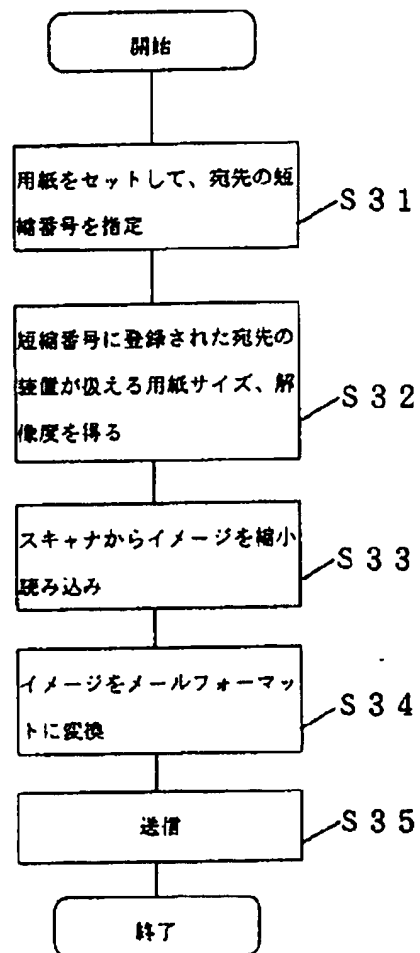 開始
用紙をセットして、宛先の短
縮番号を指定
S31
短縮番号に登録された宛先の
装置が扱える用紙サイズ、解
像度を得る
S32
スキャナからイメージを縮小
読み込み
S33
イメージをメールフォーマッ
トに変換
S34
送信
S35
終了